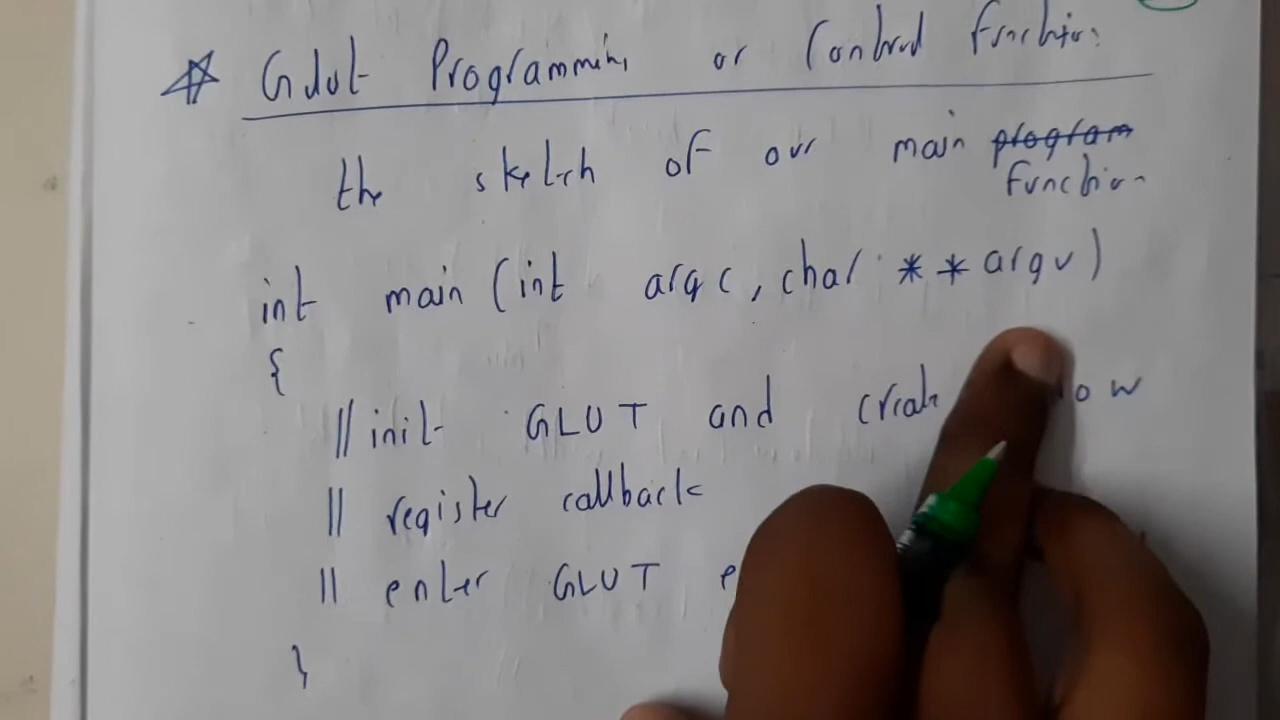 Glut Programming or Control functions
the sketch of our main program
function
int main (int argc, char **argv)
{
// init GLUT and create
// register callback
// enter GLUT
}